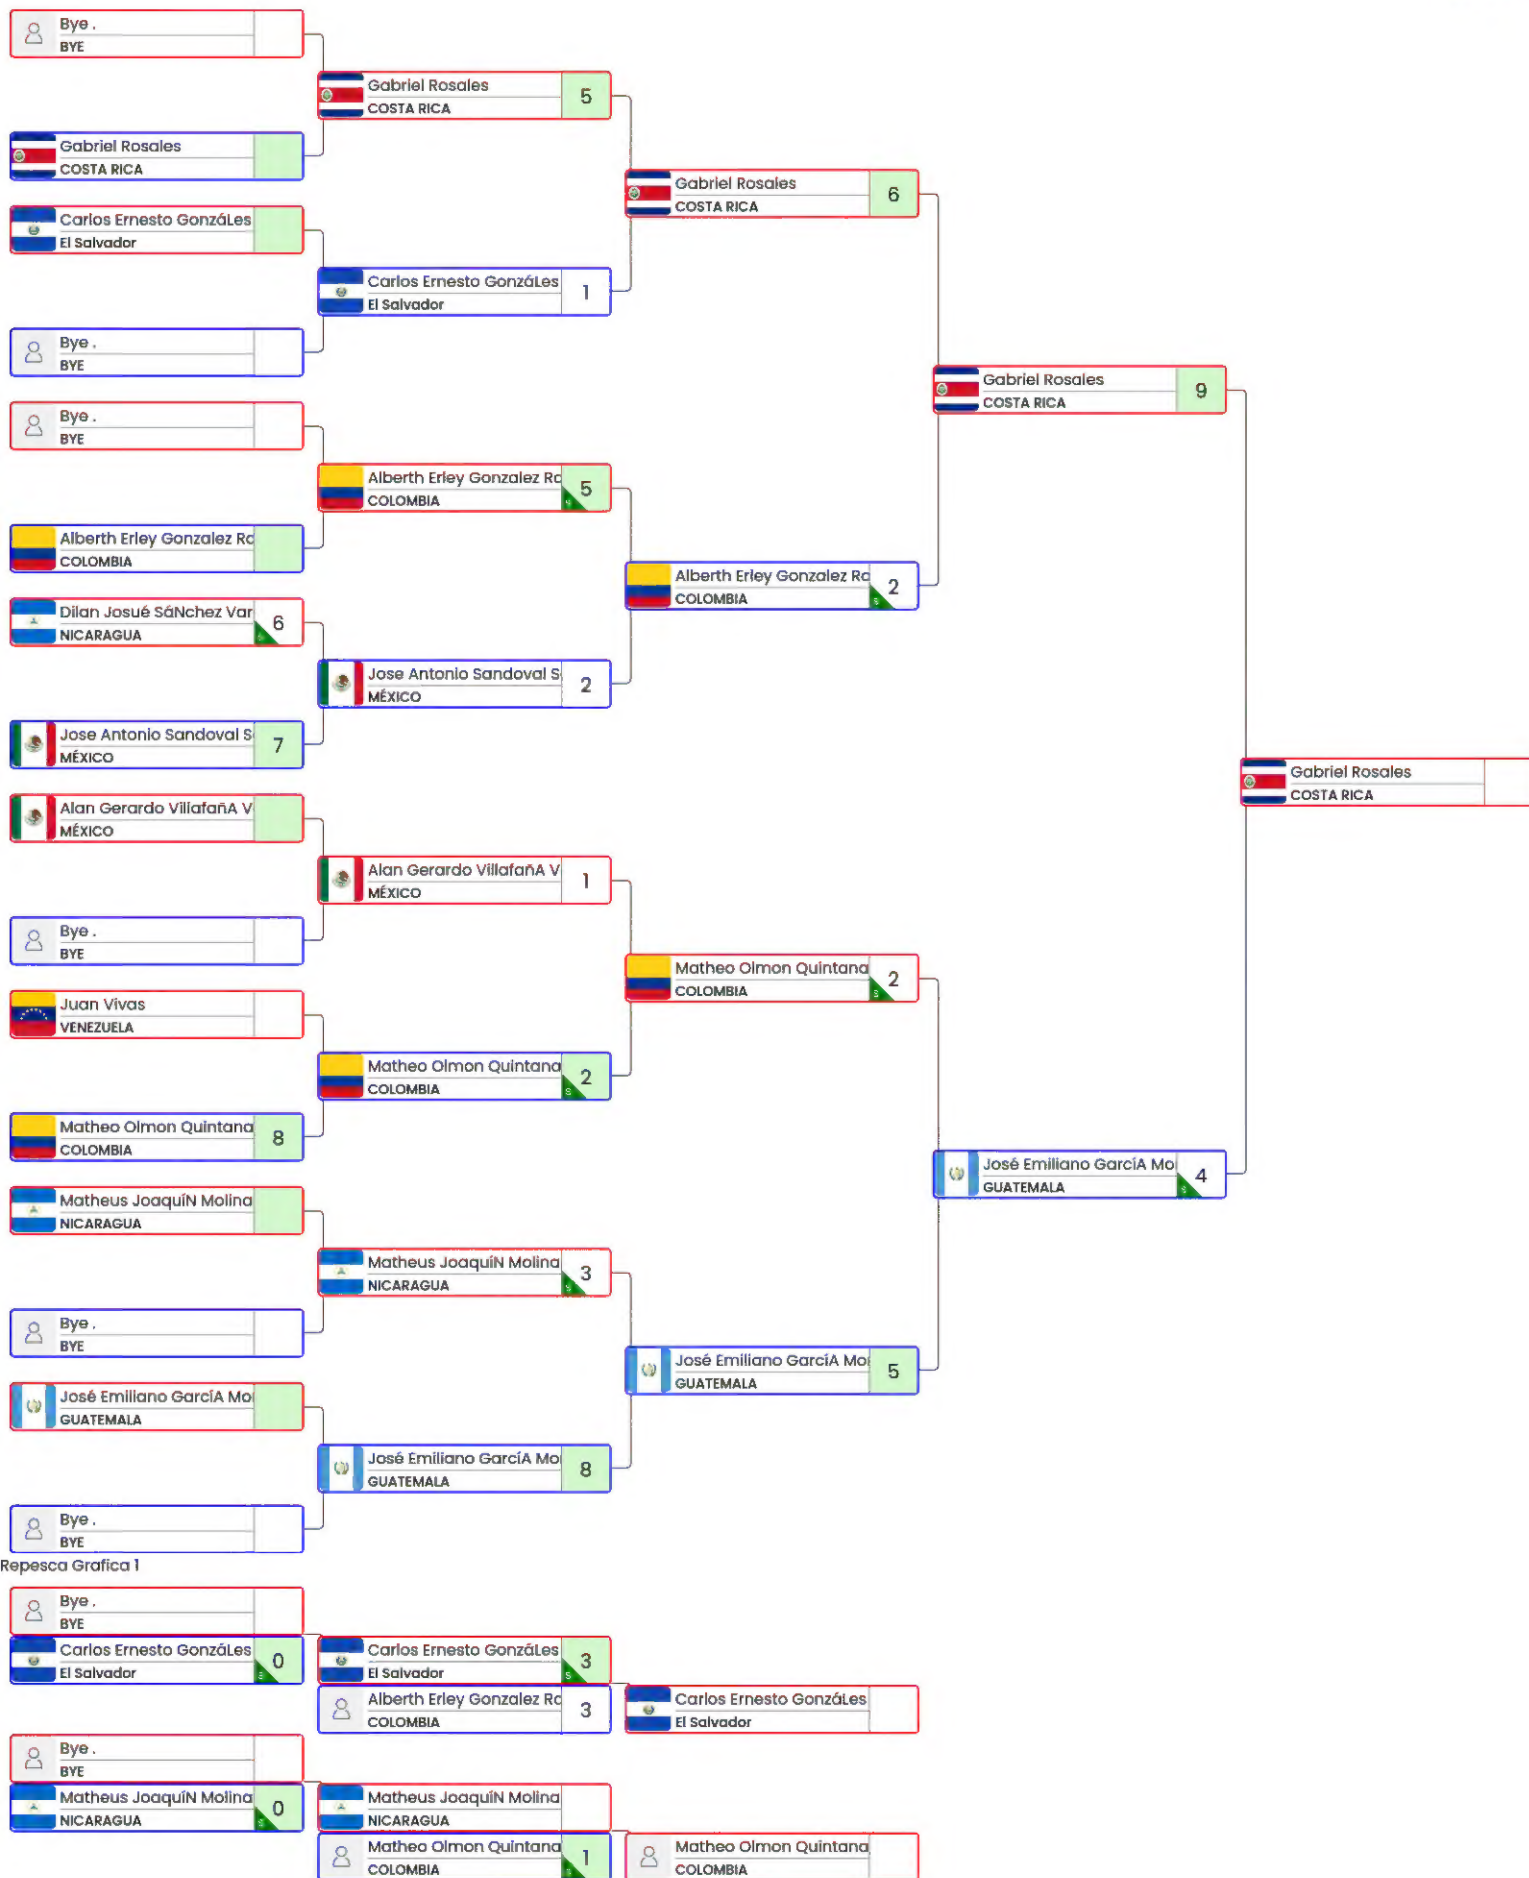 Bye .
BYE
Gabriel Rosales
COSTA RICA
5
Gabriel Rosales
COSTA RICA
Carlos Ernesto GonzáLes
El Salvador
Gabriel Rosales
COSTA RICA
6
Carlos Ernesto GonzáLes
El Salvador
1
Bye .
BYE
Gabriel Rosales
COSTA RICA
9
Bye .
BYE
Alberth Erley Gonzalez Ro
COLOMBIA
5
S
Alberth Erley Gonzalez Ro
COLOMBIA
Alberth Erley Gonzalez Ro
COLOMBIA
2
S
Dilan Josué SáNchez Var
NICARAGUA
6
S
Jose Antonio Sandoval S
MÉXICO
2
Jose Antonio Sandoval S
MÉXICO
7
Gabriel Rosales
COSTA RICA
Alan Gerardo VillafañA V
MÉXICO
Alan Gerardo VillafañA V
MÉXICO
1
Bye .
BYE
Matheo Olmon Quintana
COLOMBIA
2
S
Juan Vivas
VENEZUELA
Matheo Olmon Quintana
COLOMBIA
2
S
Matheo Olmon Quintana
COLOMBIA
8
José Emiliano GarcíA Mo
GUATEMALA
4
S
Matheus JoaquíN Molina
NICARAGUA
Matheus JoaquíN Molina
NICARAGUA
3
S
Bye .
BYE
José Emiliano GarcíA Mo
GUATEMALA
5
José Emiliano GarcíA Mo
GUATEMALA
José Emiliano GarcíA Mo
GUATEMALA
8
Bye .
BYE
Repesca Grafica 1
Bye .
BYE
Carlos Ernesto GonzáLes
El Salvador
0
S
Carlos Ernesto GonzáLes
El Salvador
3
S
Alberth Erley Gonzalez Ro
COLOMBIA
3
Carlos Ernesto GonzáLes
El Salvador
Bye .
BYE
Matheus JoaquíN Molina
NICARAGUA
0
S
Matheus JoaquíN Molina
NICARAGUA
Matheo Olmon Quintana
COLOMBIA
1
S
Matheo Olmon Quintana
COLOMBIA